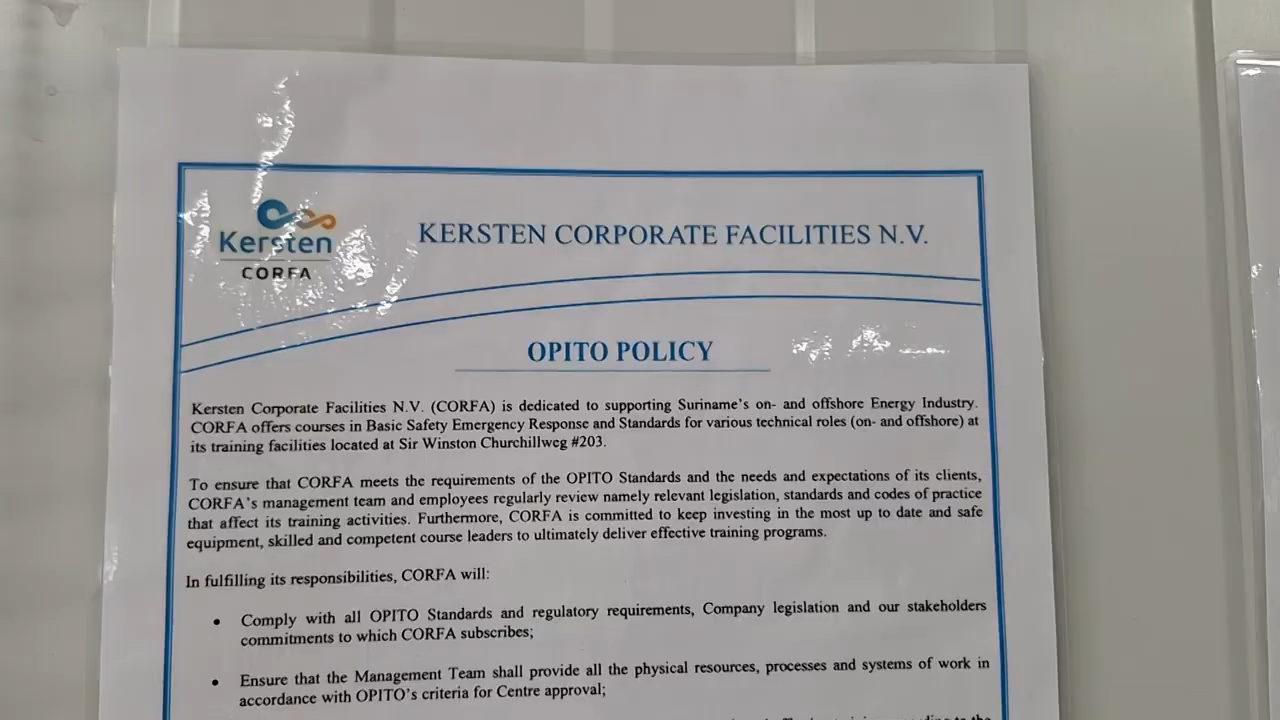 Kersten
CORFA
KERSTEN CORPORATE FACILITIES N.V.
OPITO POLICY
Kersten Corporate Facilities N.V. (CORFA) is dedicated to supporting Suriname's on- and offshore Energy Industry.
CORFA offers courses in Basic Safety Emergency Response and Standards for various technical roles (on- and offshore) at
its training facilities located at Sir Winston Churchillweg #203.
To ensure that CORFA meets the requirements of the OPITO Standards and the needs and expectations of its clients,
CORFA's management team and employees regularly review namely relevant legislation, standards and codes of practice
that affect its training activities. Furthermore, CORFA is committed to keep investing in the most up to date and safe
equipment, skilled and competent course leaders to ultimately deliver effective training programs.
In fulfilling its responsibilities, CORFA will:
• Comply with all OPITO Standards and regulatory requirements, Company legislation and our stakeholders
commitments to which CORFA subscribes;
• Ensure that the Management Team shall provide all the physical resources, processes and systems of work in
accordance with OPITO's criteria for Centre approval;